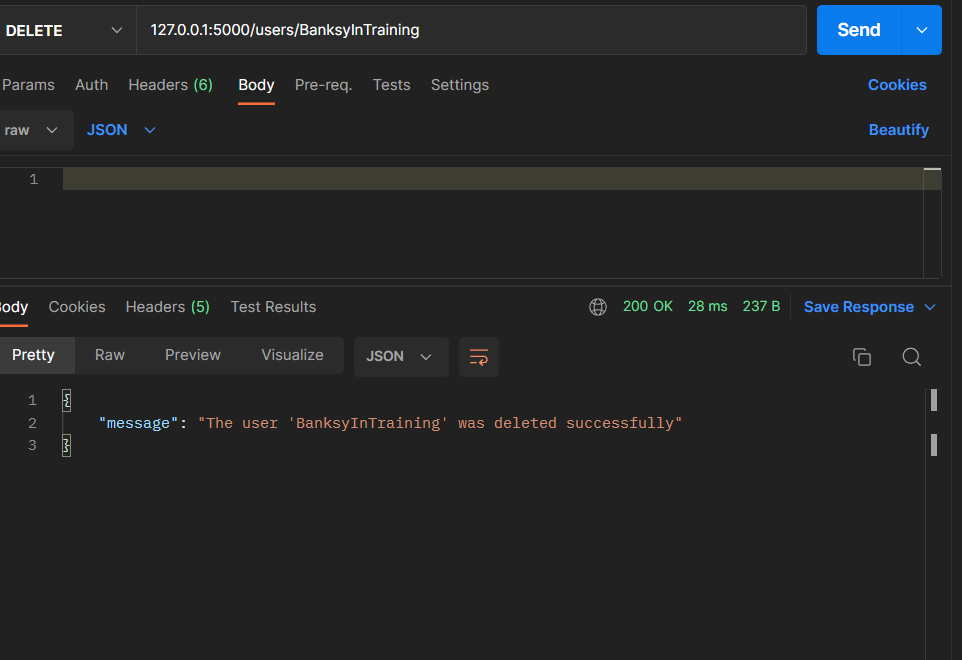 DELETE 127.0.0.1:5000/users/BanksyInTraining Send
Params Auth Headers (6) Body Pre-req. Tests Settings Cookies
raw JSON Beautify
1
Body Cookies Headers (5) Test Results 200 OK 28 ms 237 B Save Response
Pretty Raw Preview Visualize JSON
1 {
2 "message": "The user 'BanksyInTraining' was deleted successfully"
3 }